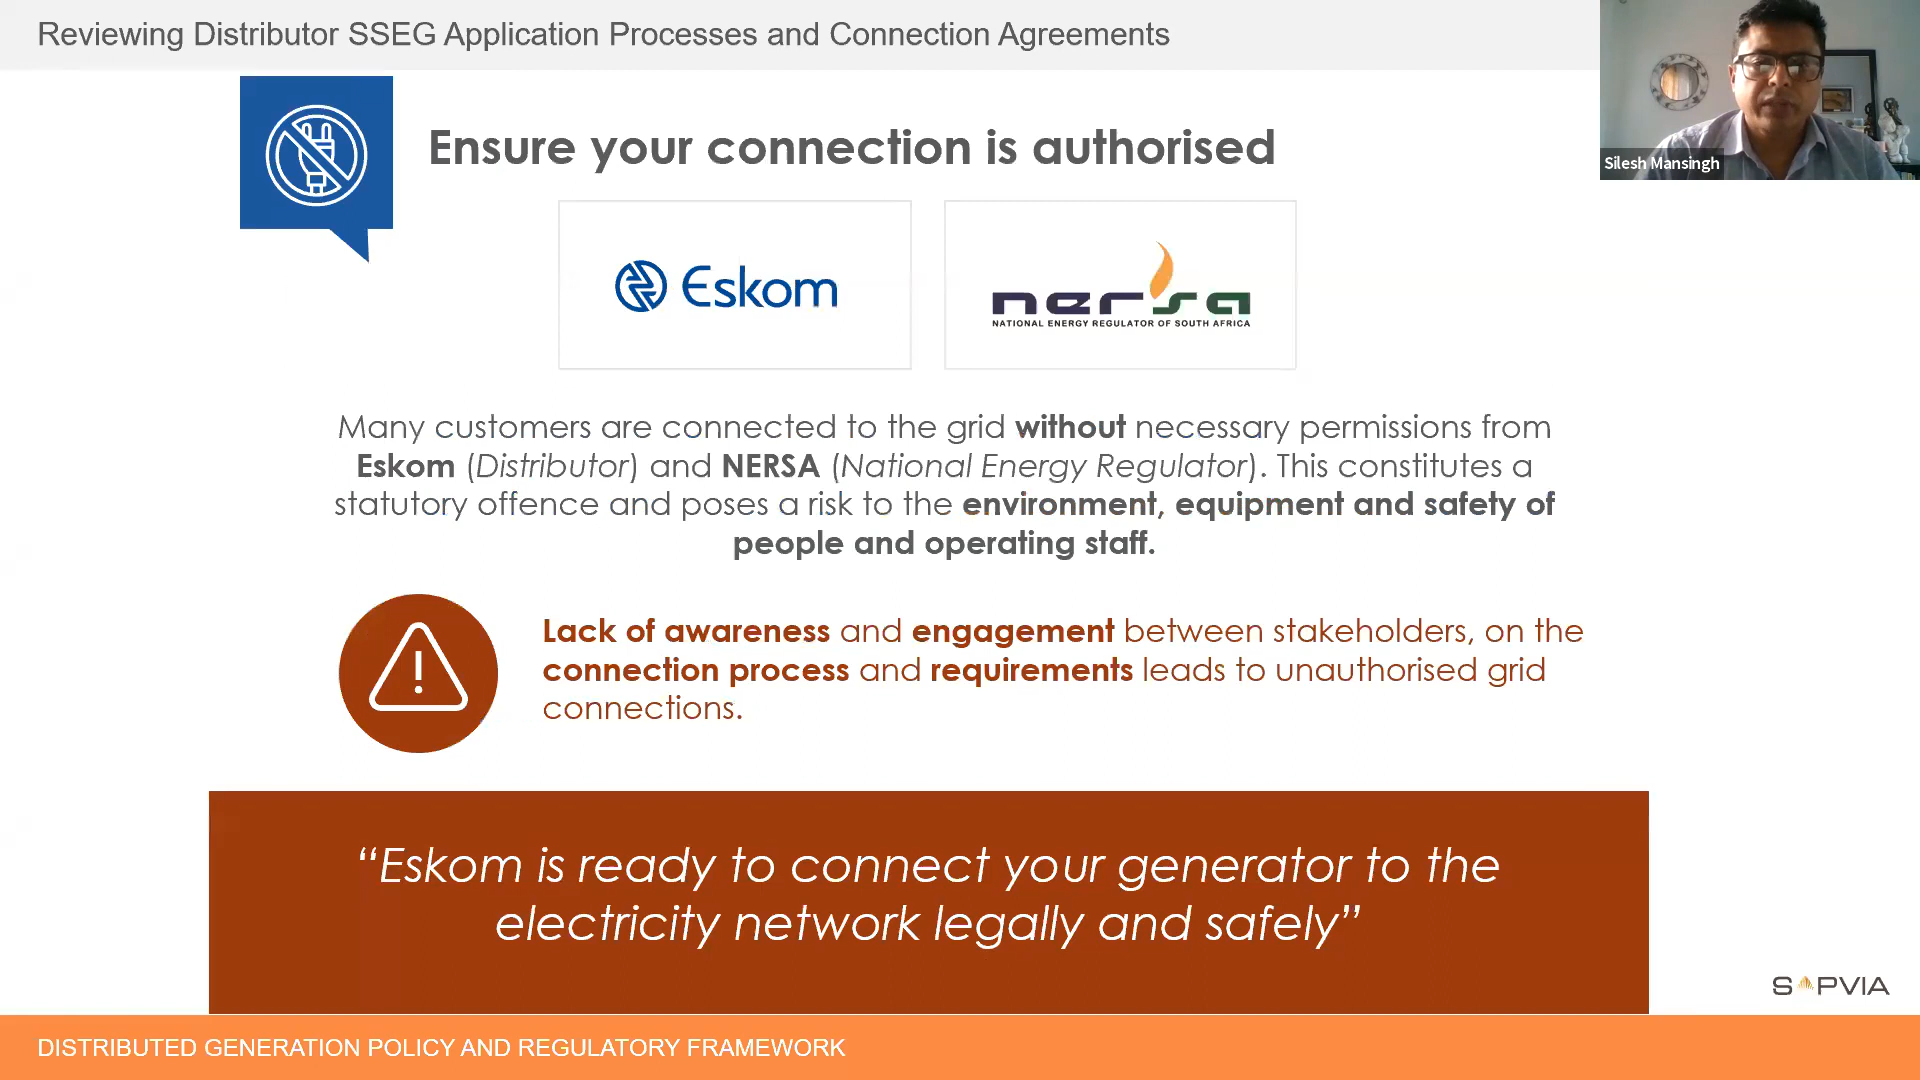 Reviewing Distributor SSEG Application Processes and Connection Agreements
Silesh Mansingh
Ensure your connection is authorised
Eskom
nersa
NATIONAL ENERGY REGULATOR OF SOUTH AFRICA
Many customers are connected to the grid without necessary permissions from
Eskom (Distributor) and NERSA (National Energy Regulator). This constitutes a
statutory offence and poses a risk to the environment, equipment and safety of
people and operating staff.
Lack of awareness and engagement between stakeholders, on the
connection process and requirements leads to unauthorised grid
connections.
“Eskom is ready to connect your generator to the
electricity network legally and safely”
SAPVIA
DISTRIBUTED GENERATION POLICY AND REGULATORY FRAMEWORK